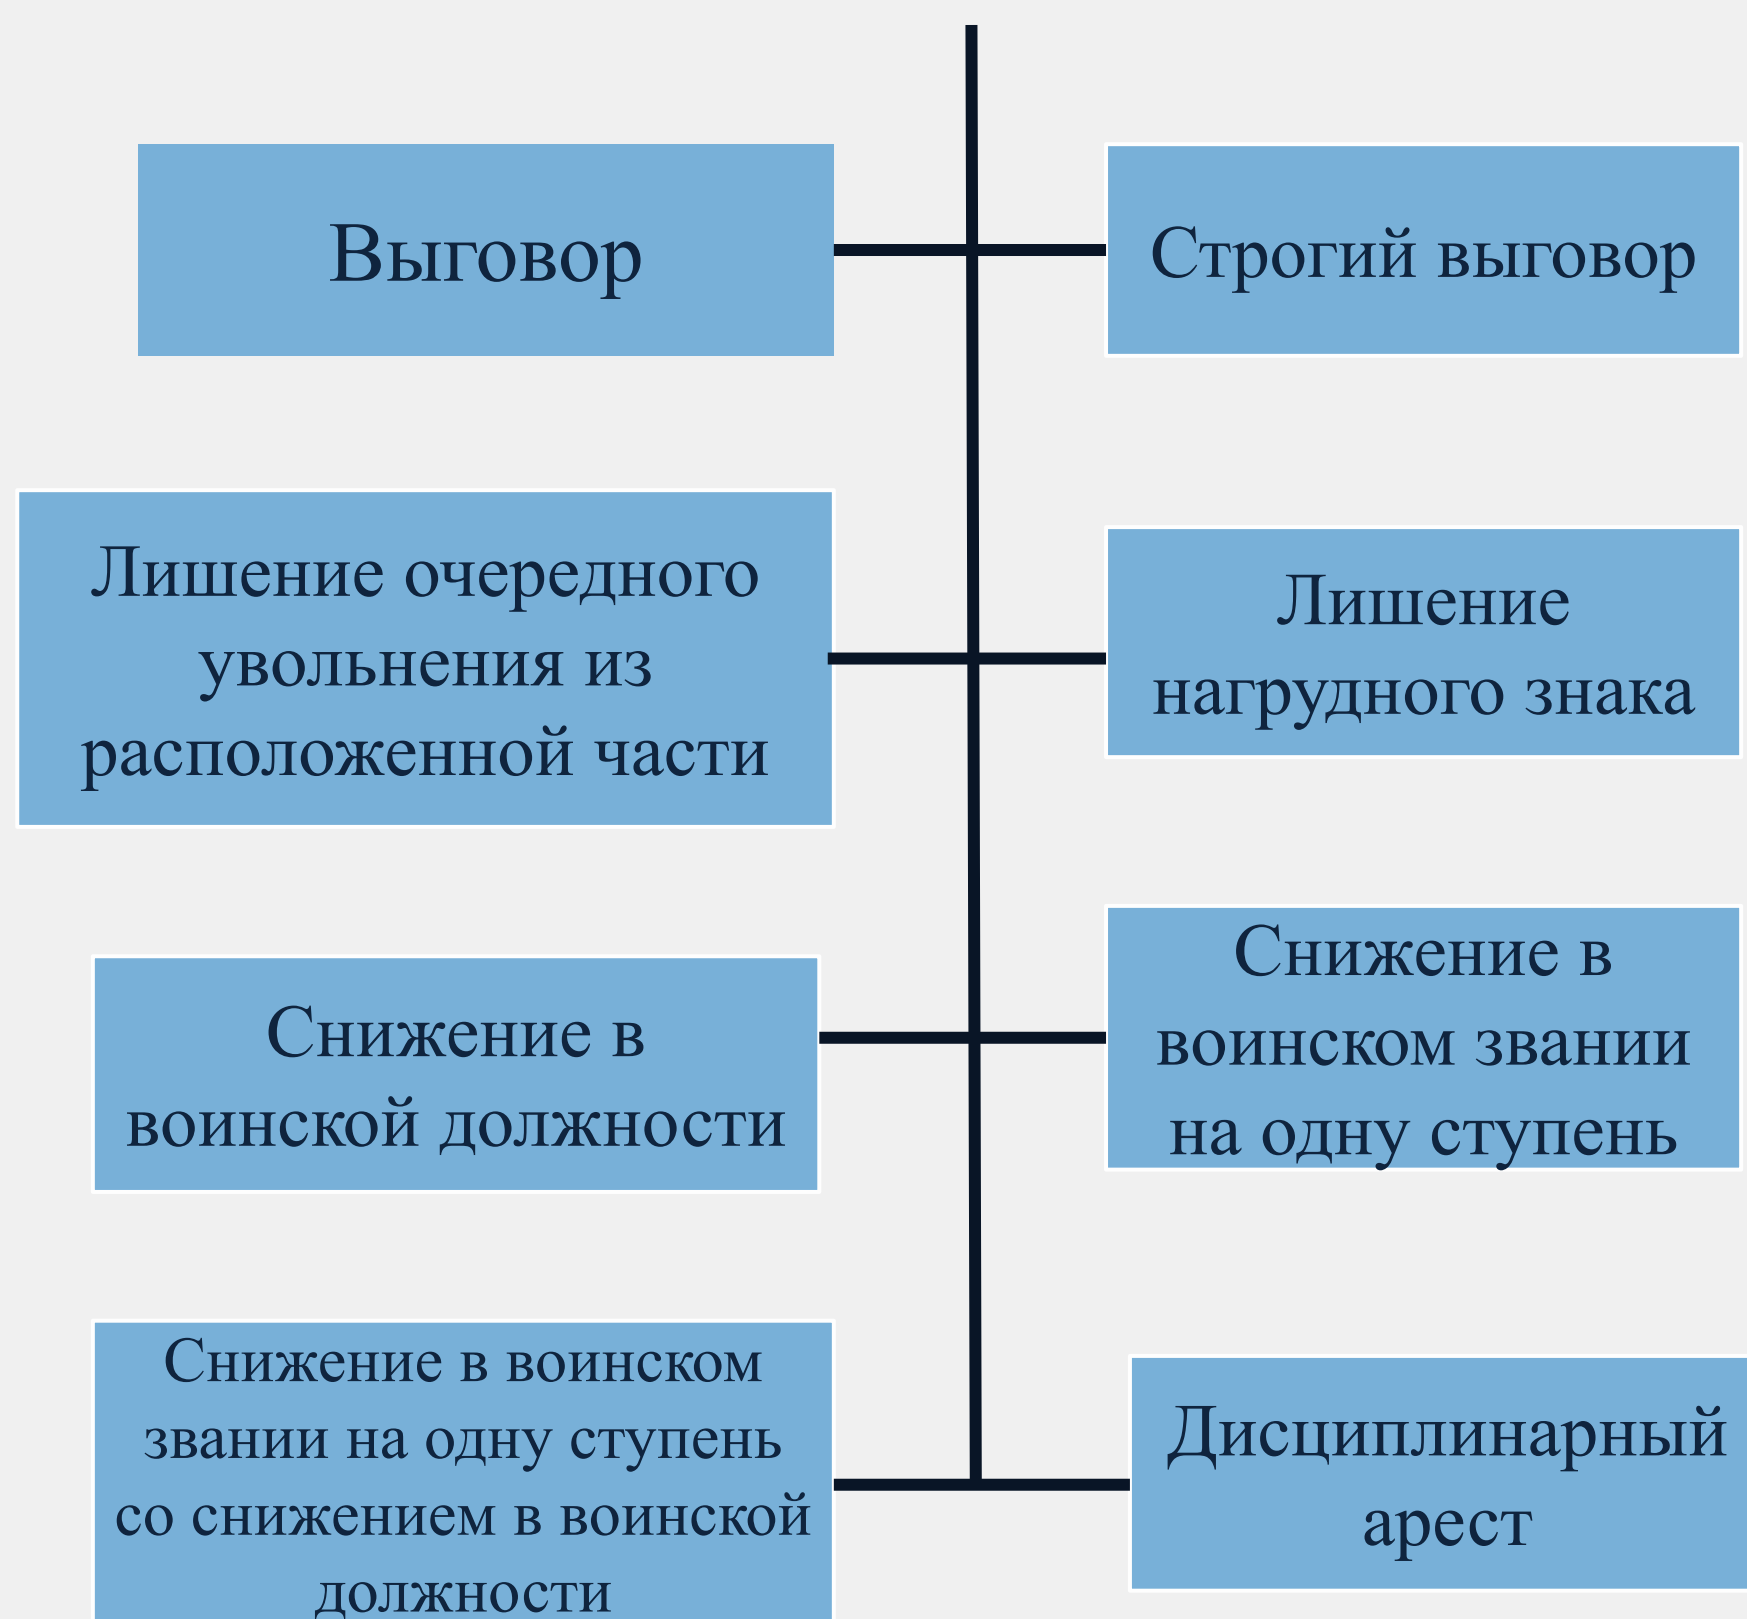 Выговор
Строгий выговор
Лишение очередного
увольнения из
расположенной части
Лишение
нагрудного знака
Снижение в
воинской должности
Снижение в
воинском звании
на одну ступень
Снижение в воинском
звании на одну ступень
со снижением в воинской
должности
Дисциплинарный
арест